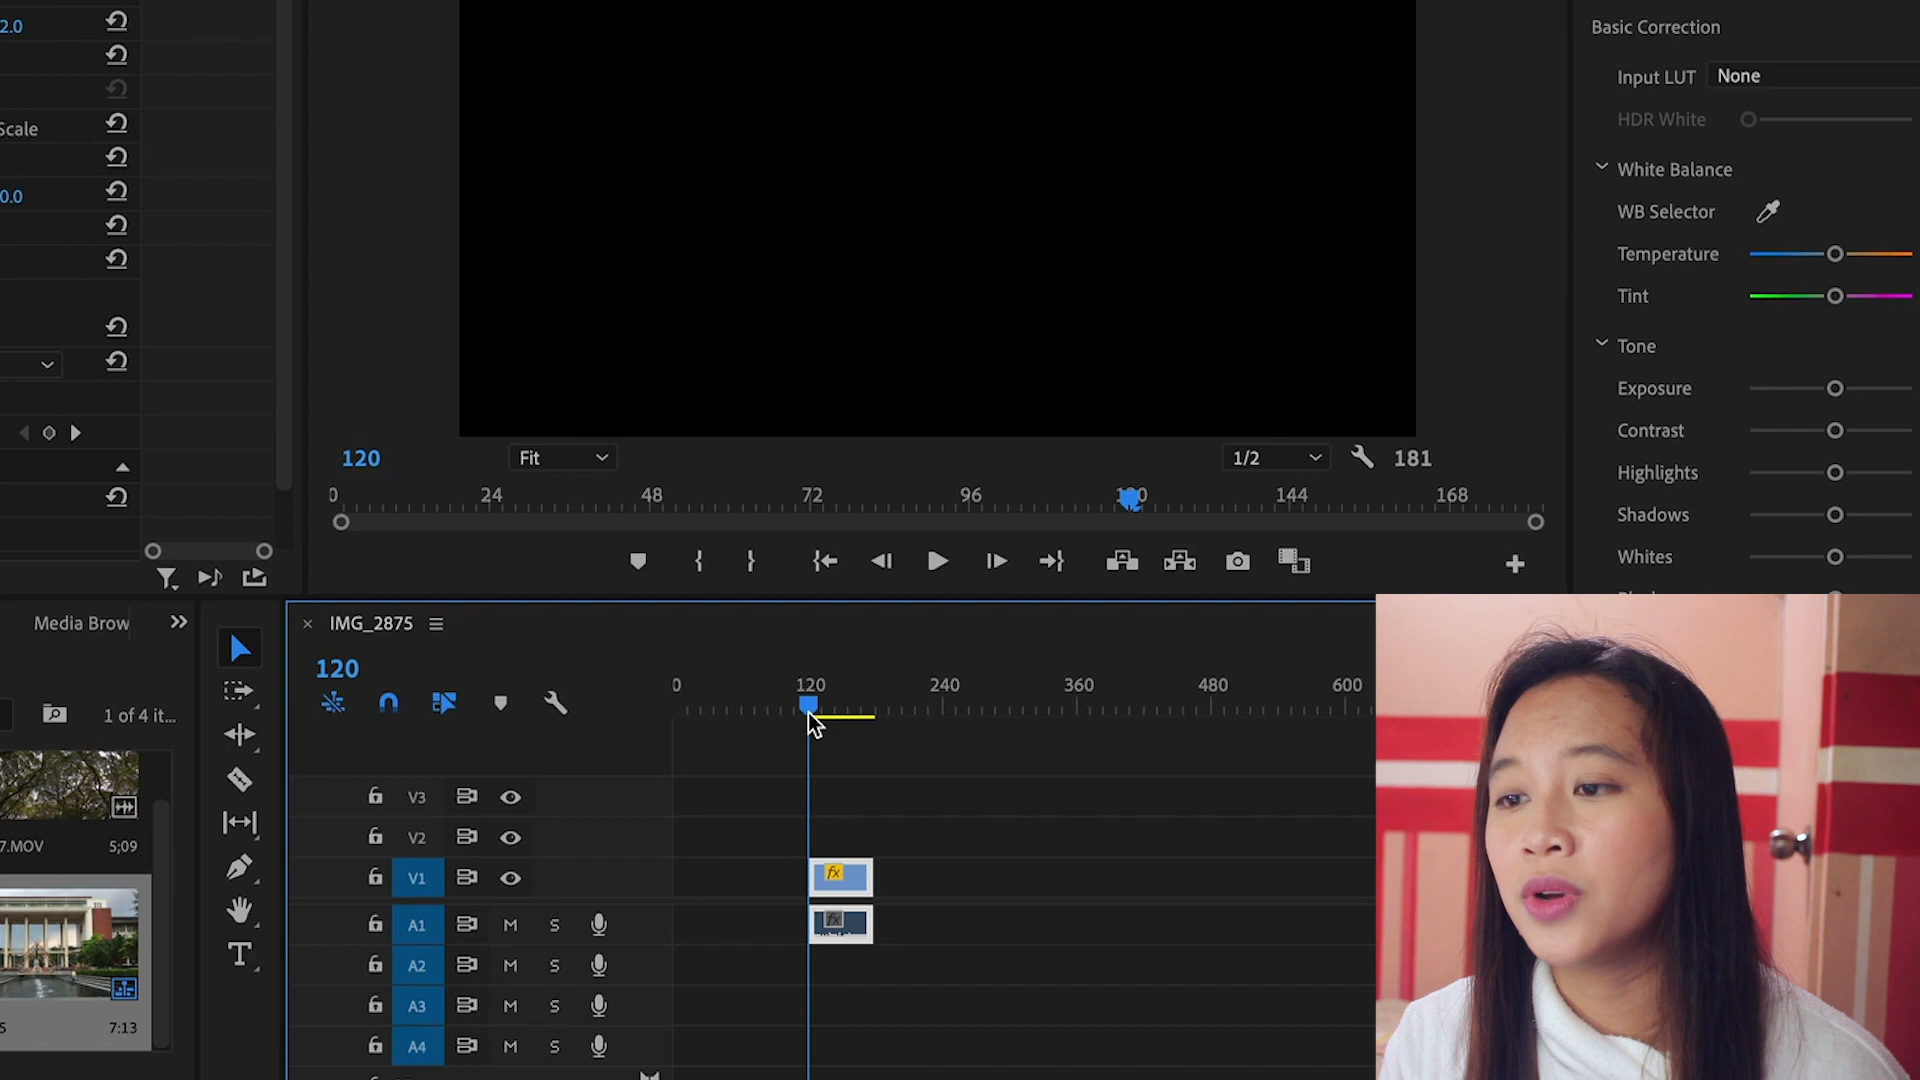 2.0
Scale
0.0
Basic Correction
Input LUT None
HDR White
White Balance
WB Selector
Temperature
Tint
Tone
Exposure
Contrast
Highlights
Shadows
Whites
120 Fit 1/2 181
0 24 48 72 96 120 144 168
Media Brow
IMG_2875
120
0 120 240 360 480 600
1 of 4 it...
7.MOV 5;09
S 7:13
V3
V2
V1 fx
A1 M S fx
A2 M S
A3 M S
A4 M S